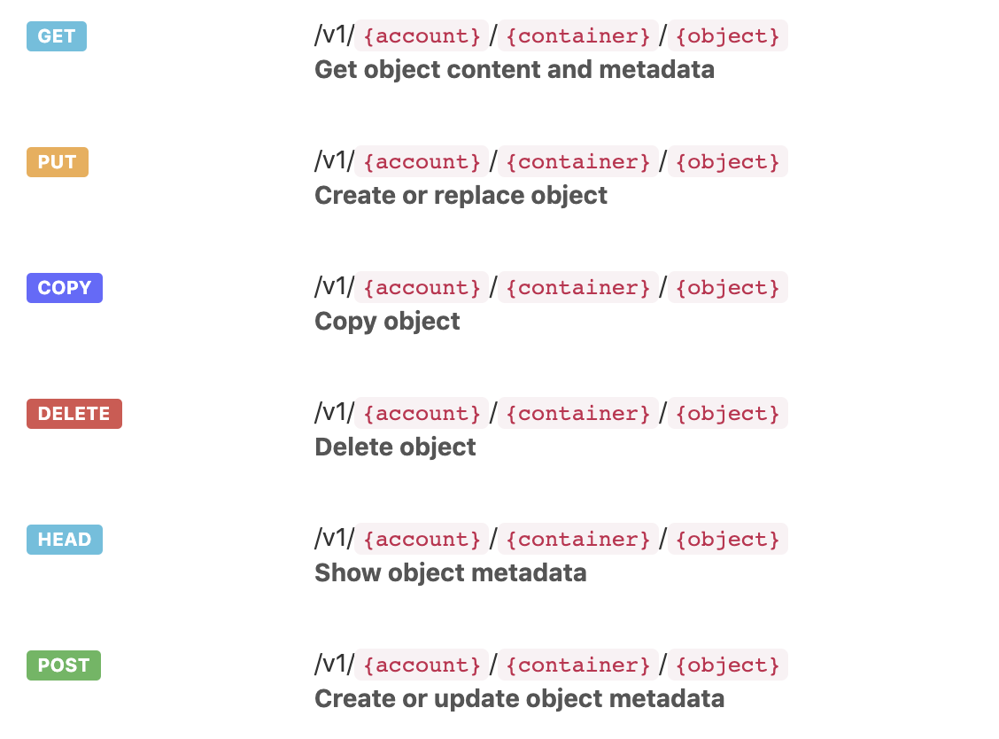 GET /v1/{account}/{container}/{object}
Get object content and metadata
PUT /v1/{account}/{container}/{object}
Create or replace object
COPY /v1/{account}/{container}/{object}
Copy object
DELETE /v1/{account}/{container}/{object}
Delete object
HEAD /v1/{account}/{container}/{object}
Show object metadata
POST /v1/{account}/{container}/{object}
Create or update object metadata